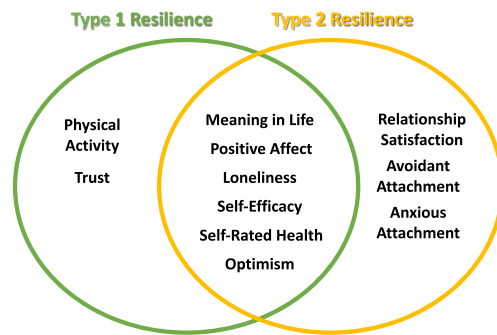 Type 1 Resilience
Type 2 Resilience
Physical
Activity
Trust
Meaning in Life
Positive Affect
Loneliness
Self-Efficacy
Self-Rated Health
Optimism
Relationship
Satisfaction
Avoidant
Attachment
Anxious
Attachment